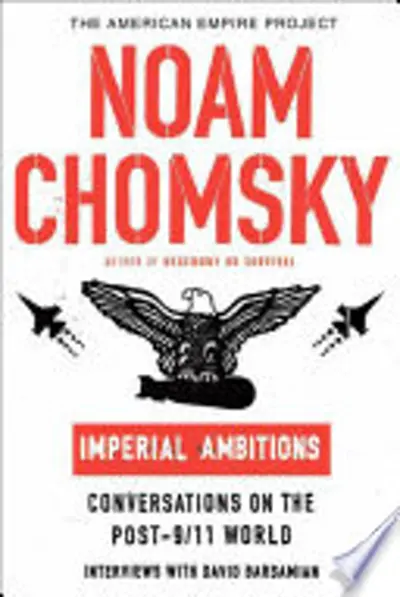 THE AMERICAN EMPIRE PROJECT
NOAM
CHOMSKY
AUTHOR OF HEGEMONY OR SURVIVAL
IMPERIAL AMBITIONS
CONVERSATIONS ON THE
POST-9/11 WORLD
INTERVIEWS WITH DAVID BARSAMIAN